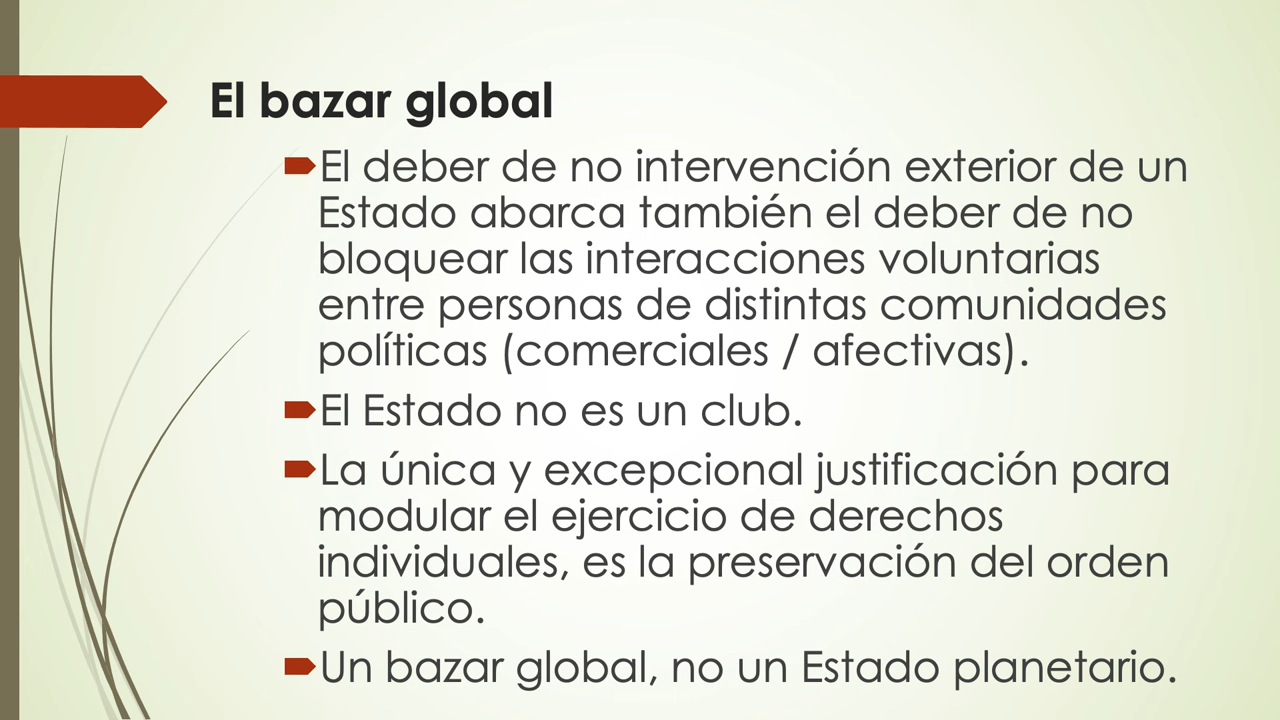 El bazar global
El deber de no intervención exterior de un
Estado abarca también el deber de no
bloquear las interacciones voluntarias
entre personas de distintas comunidades
políticas (comerciales / afectivas).
El Estado no es un club.
La única y excepcional justificación para
modular el ejercicio de derechos
individuales, es la preservación del orden
público.
Un bazar global, no un Estado planetario.